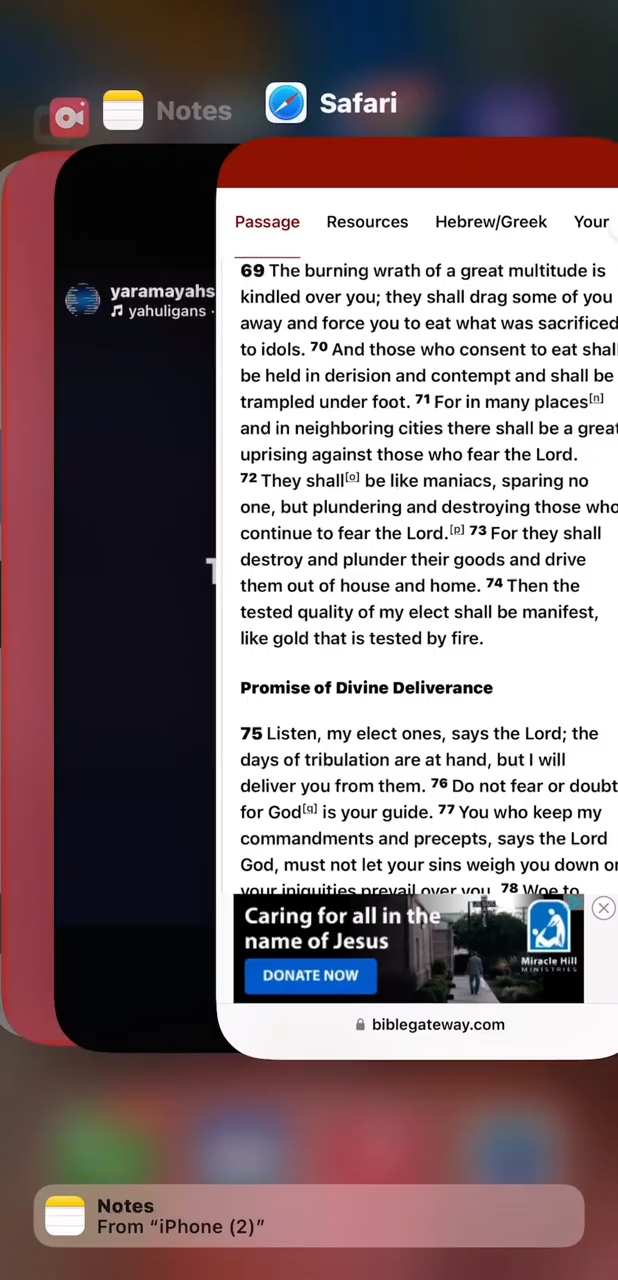 Notes
Safari
Passage Resources Hebrew/Greek Your
yaramayahs
yahuligans ·
69 The burning wrath of a great multitude is
kindled over you; they shall drag some of you
away and force you to eat what was sacrificed
to idols. 70 And those who consent to eat shal
be held in derision and contempt and shall be
trampled under foot. 71 For in many places[n]
and in neighboring cities there shall be a great
uprising against those who fear the Lord.
72 They shall[o] be like maniacs, sparing no
one, but plundering and destroying those who
continue to fear the Lord.[p] 73 For they shall
destroy and plunder their goods and drive
them out of house and home. 74 Then the
tested quality of my elect shall be manifest,
like gold that is tested by fire.
Promise of Divine Deliverance
75 Listen, my elect ones, says the Lord; the
days of tribulation are at hand, but I will
deliver you from them. 76 Do not fear or doubt
for God[q] is your guide. 77 You who keep my
commandments and precepts, says the Lord
God, must not let your sins weigh you down or
your iniquities prevail over you. 78 Woe to
Caring for all in the
name of Jesus
DONATE NOW
Miracle Hill
MINISTRIES
biblegateway.com
Notes
From “iPhone (2)”